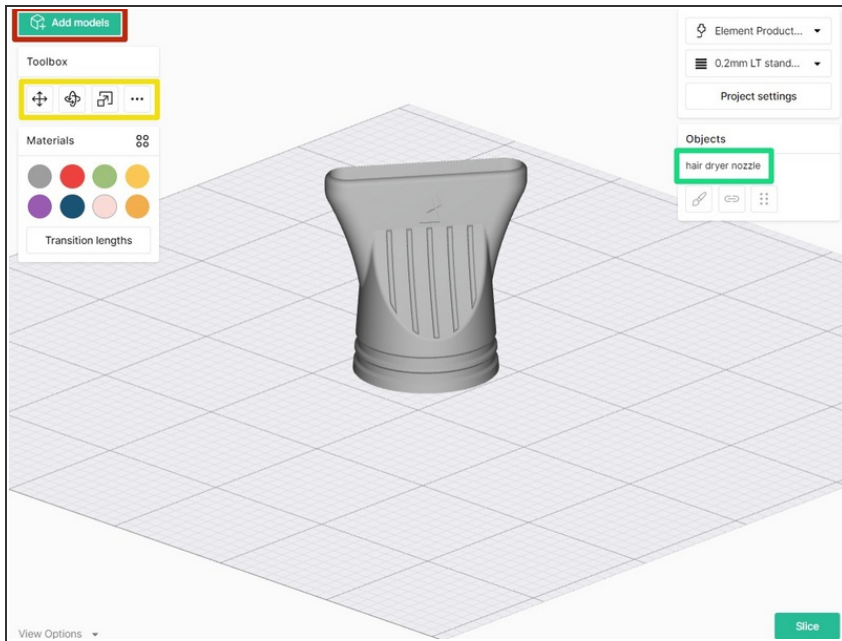 Add models
Toolbox
Materials
Transition lengths
Element Product...
0.2mm LT stand...
Project settings
Objects
hair dryer nozzle
View Options
Slice